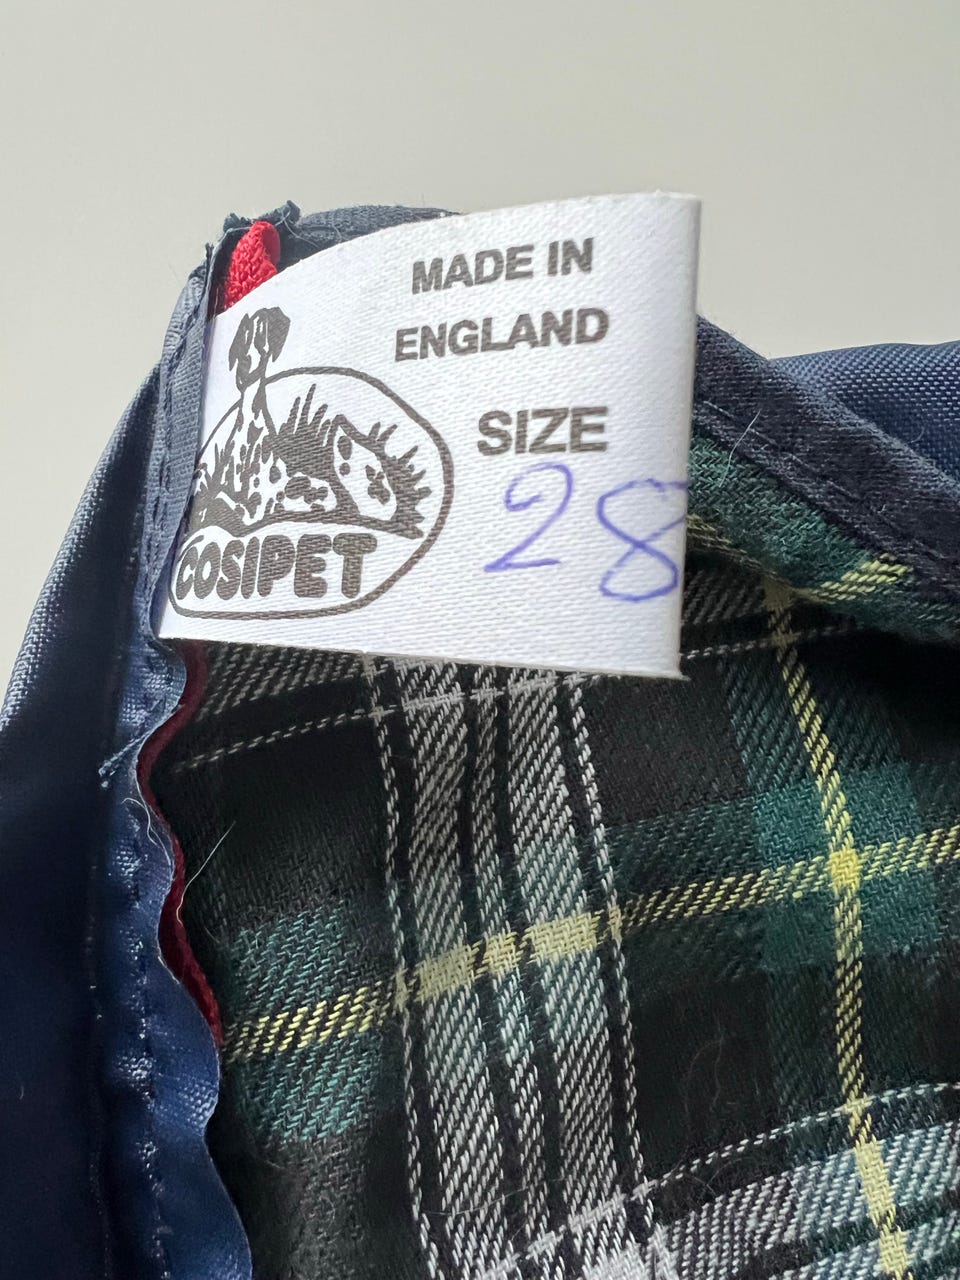 MADE IN
ENGLAND
SIZE
28
COSIPET